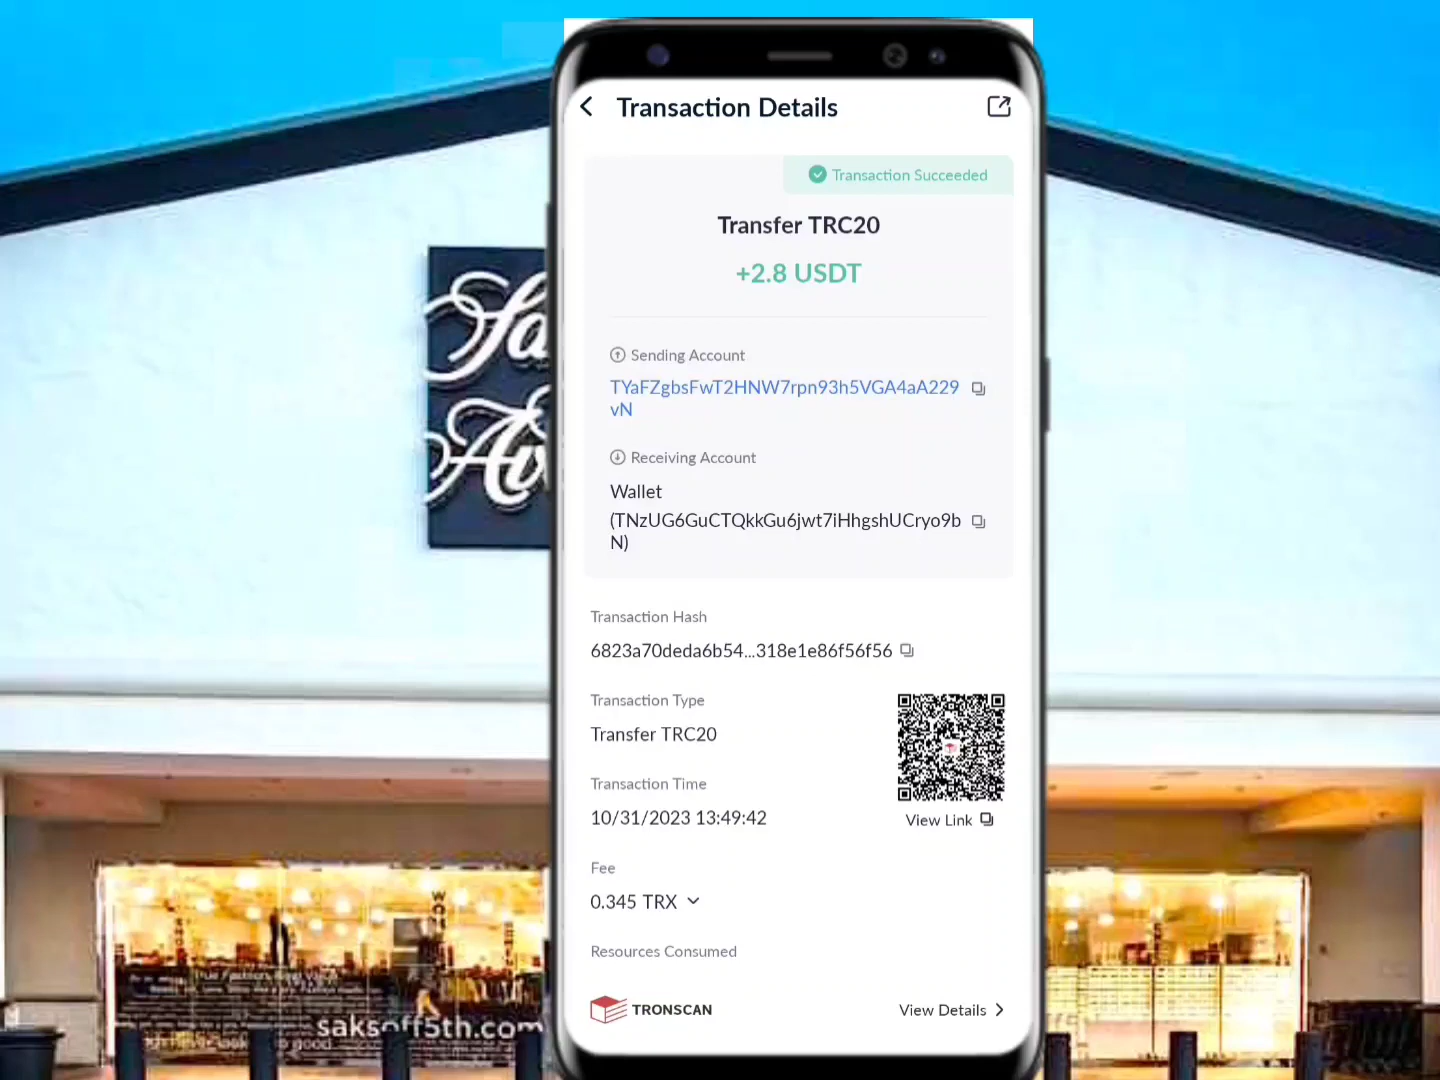 Transaction Details
Transaction Succeeded
Transfer TRC20
+2.8 USDT
Sending Account
TYaFZgbsFwT2HNW7rpn93h5VGA4aA229
vN
Receiving Account
Wallet
(TNzUG6GuCTQkkGu6jwt7iHhgshUCryo9b
N)
Transaction Hash
6823a70deda6b54...318e1e86f56f56
Transaction Type
Transfer TRC20
Transaction Time
10/31/2023 13:49:42
View Link
Fee
0.345 TRX
Resources Consumed
TRONSCAN
View Details
Sa
Av
saksoff5th.com